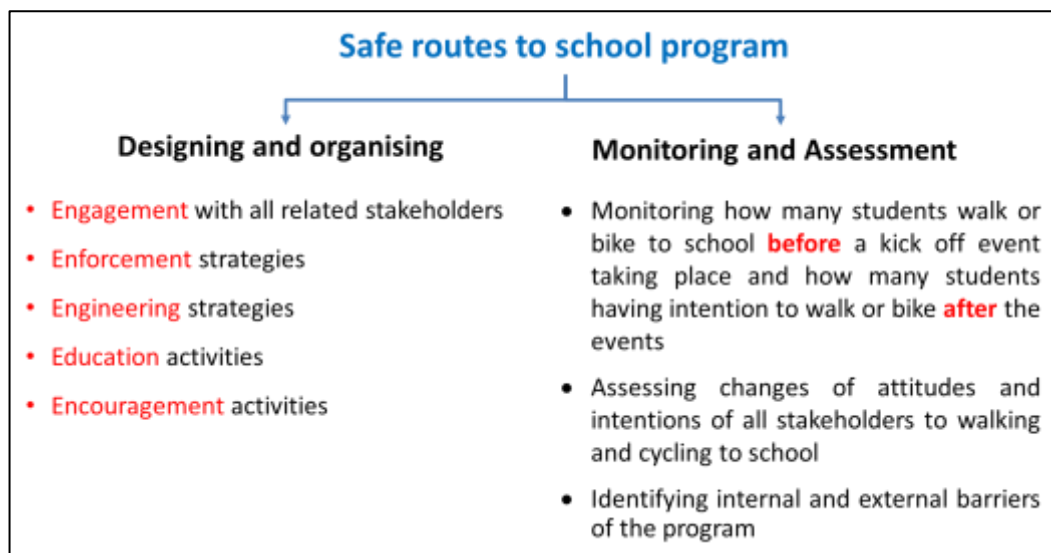 Safe routes to school program
Designing and organising
• Engagement with all related stakeholders
• Enforcement strategies
• Engineering strategies
• Education activities
• Encouragement activities
Monitoring and Assessment
• Monitoring how many students walk or
bike to school before a kick off event
taking place and how many students
having intention to walk or bike after the
events
• Assessing changes of attitudes and
intentions of all stakeholders to walking
and cycling to school
• Identifying internal and external barriers
of the program